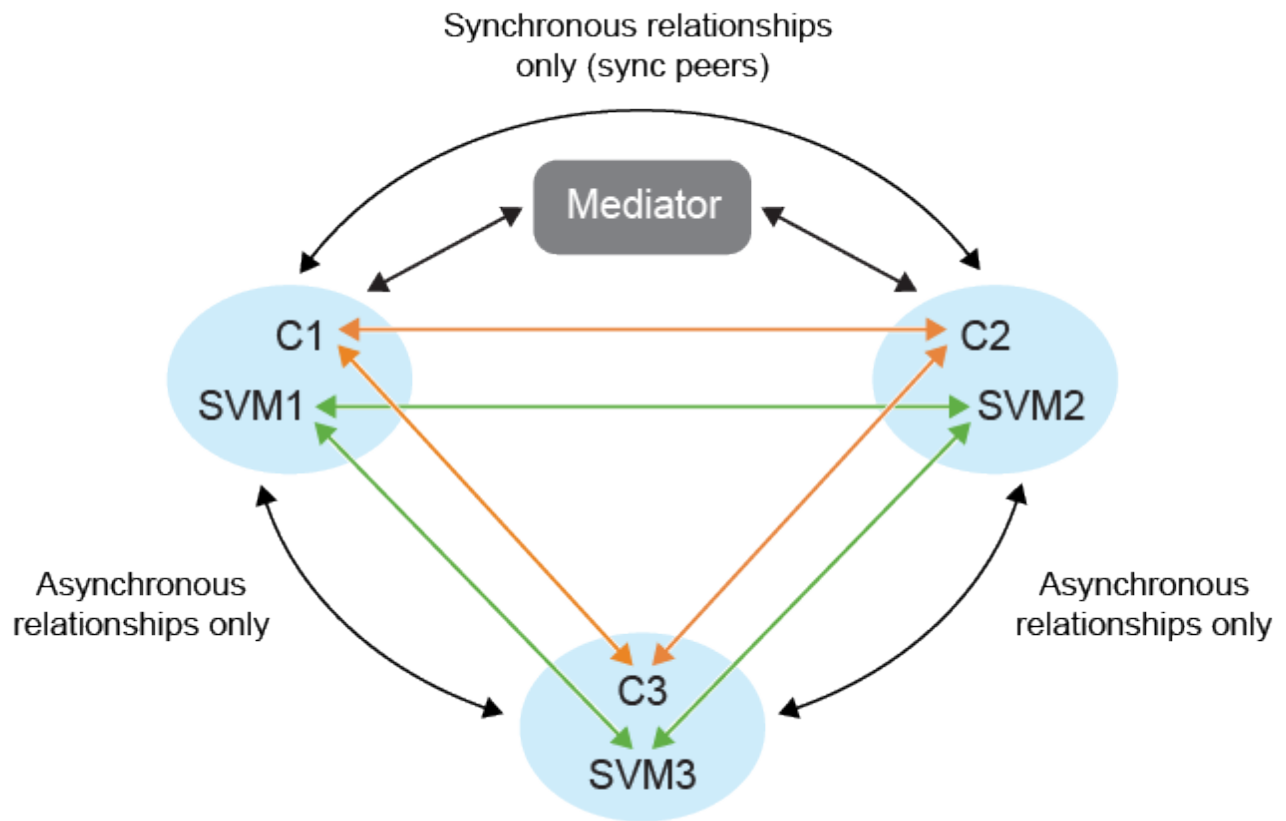 Synchronous relationships
only (sync peers)
Mediator
C1
C2
SVM1
SVM2
Asynchronous
relationships only
Asynchronous
relationships only
C3
SVM3